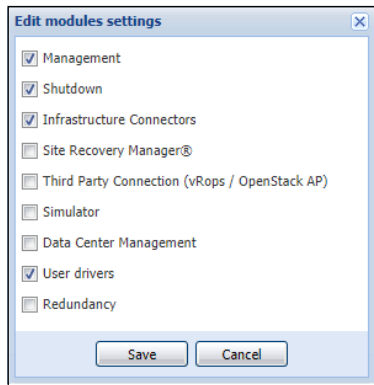 Edit modules settings
Management
Shutdown
Infrastructure Connectors
Site Recovery Manager®
Third Party Connection (vRops / OpenStack AP)
Simulator
Data Center Management
User drivers
Redundancy
Save Cancel